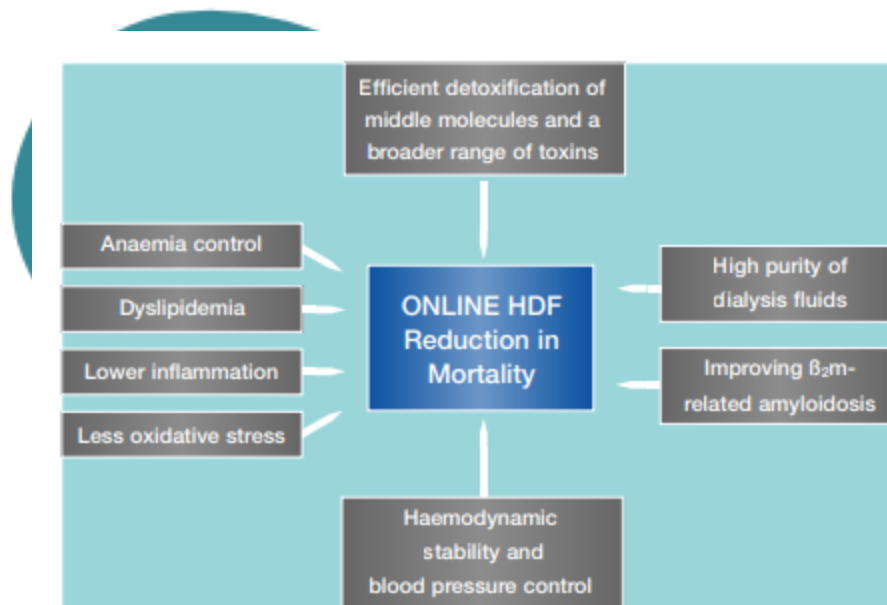 Efficient detoxification of
middle molecules and a
broader range of toxins
Anaemia control
Dyslipidemia
Lower inflammation
Less oxidative stress
ONLINE HDF
Reduction in
Mortality
High purity of
dialysis fluids
Improving ß₂m-
related amyloidosis
Haemodynamic
stability and
blood pressure control